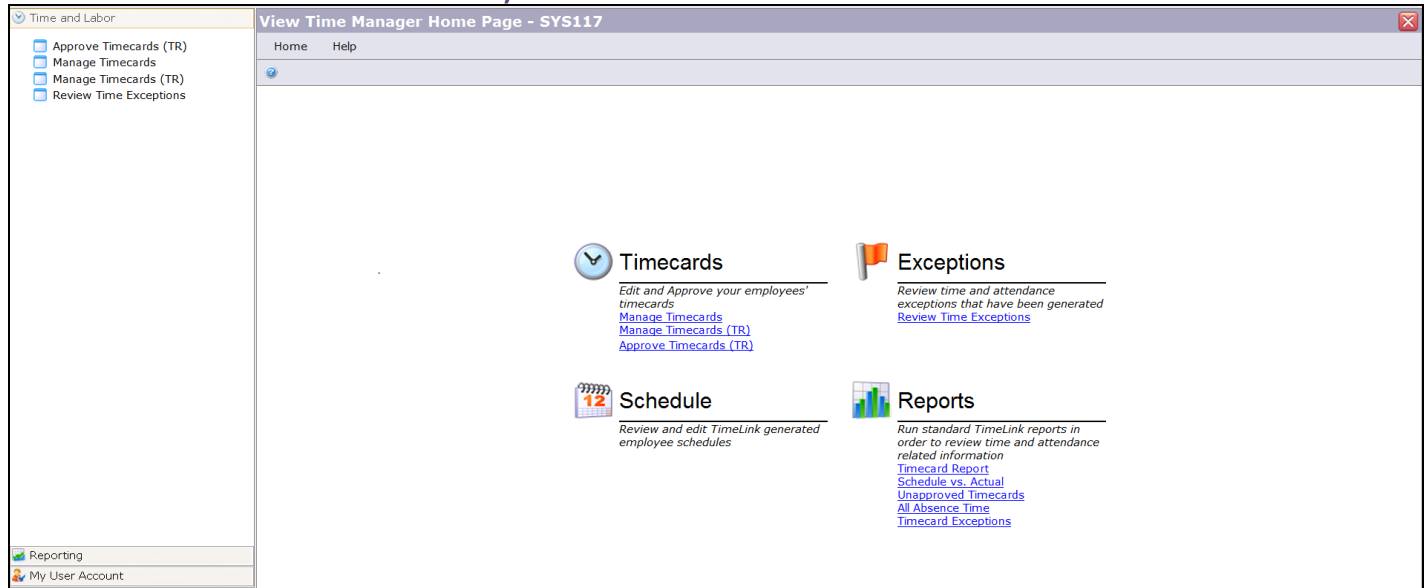 Time and Labor
Approve Timecards (TR)
Manage Timecards
Manage Timecards (TR)
Review Time Exceptions
Reporting
My User Account
View Time Manager Home Page - SYS117
Home Help
Timecards
Edit and Approve your employees'
timecards
Manage Timecards
Manage Timecards (TR)
Approve Timecards (TR)
Exceptions
Review time and attendance
exceptions that have been generated
Review Time Exceptions
12
Schedule
Review and edit TimeLink generated
employee schedules
Reports
Run standard TimeLink reports in
order to review time and attendance
related information
Timecard Report
Schedule vs. Actual
Unapproved Timecards
All Absence Time
Timecard Exceptions